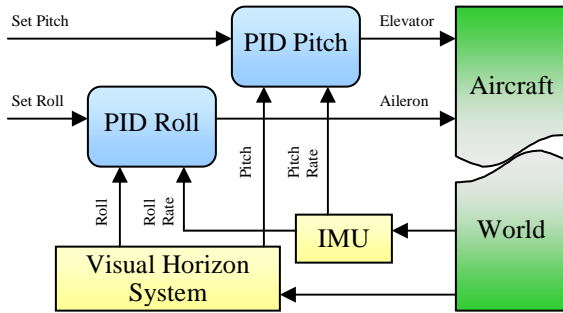 Set Pitch
PID Pitch
Elevator
Aircraft
Set Roll
PID Roll
Aileron
Pitch
Pitch
Rate
Roll
Roll
Rate
IMU
World
Visual Horizon
System